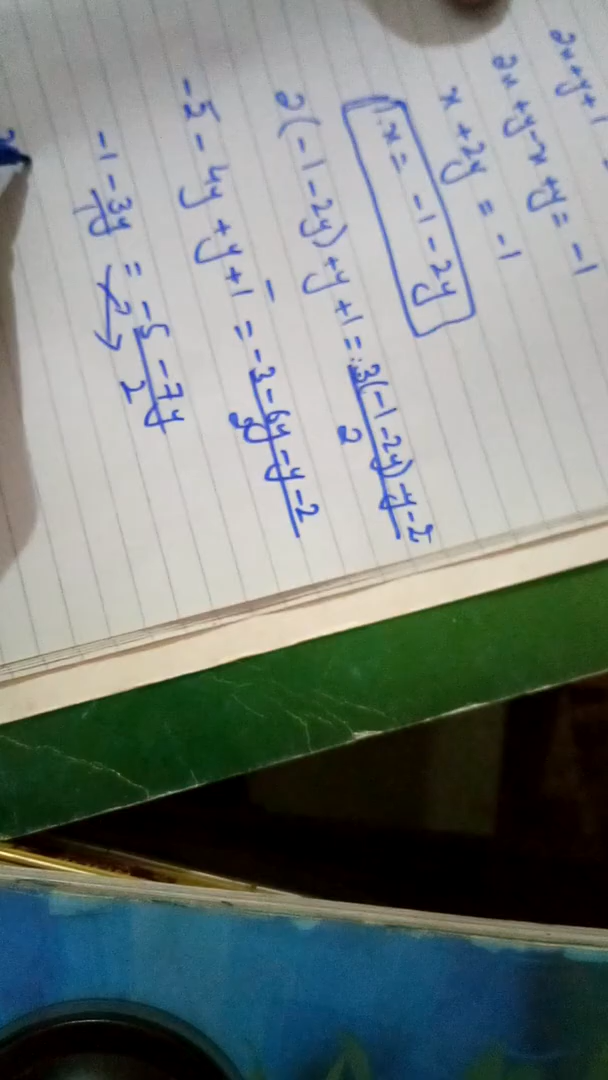 2x+y+1
2x+y-x+y = -1
x + 2y = -1
x = -1 - 2y
2(-1-2y)+y+1 = 3(-1-2y)-y-2 / 2
-2 - 4y + y + 1 = -3-6y-y-2 / 2
-1-3y / 1 = -5-7y / 2